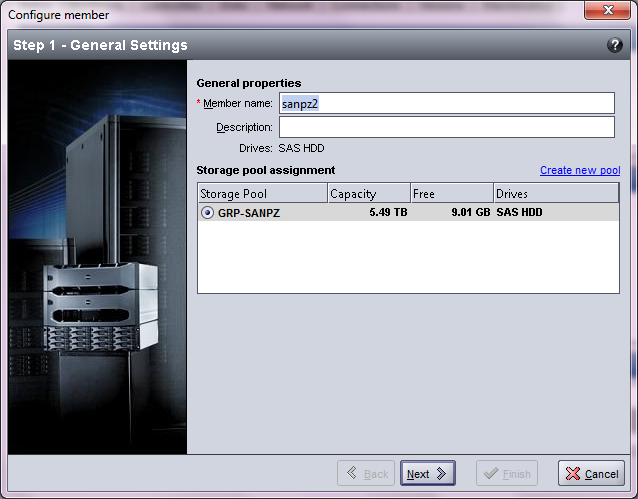 Configure member
Step 1 - General Settings
?
General properties
* Member name: sanpz2
Description:
Drives: SAS HDD
Storage pool assignment Create new pool
Storage Pool Capacity Free Drives
GRP-SANPZ 5.49 TB 9.01 GB SAS HDD
Back Next Finish Cancel